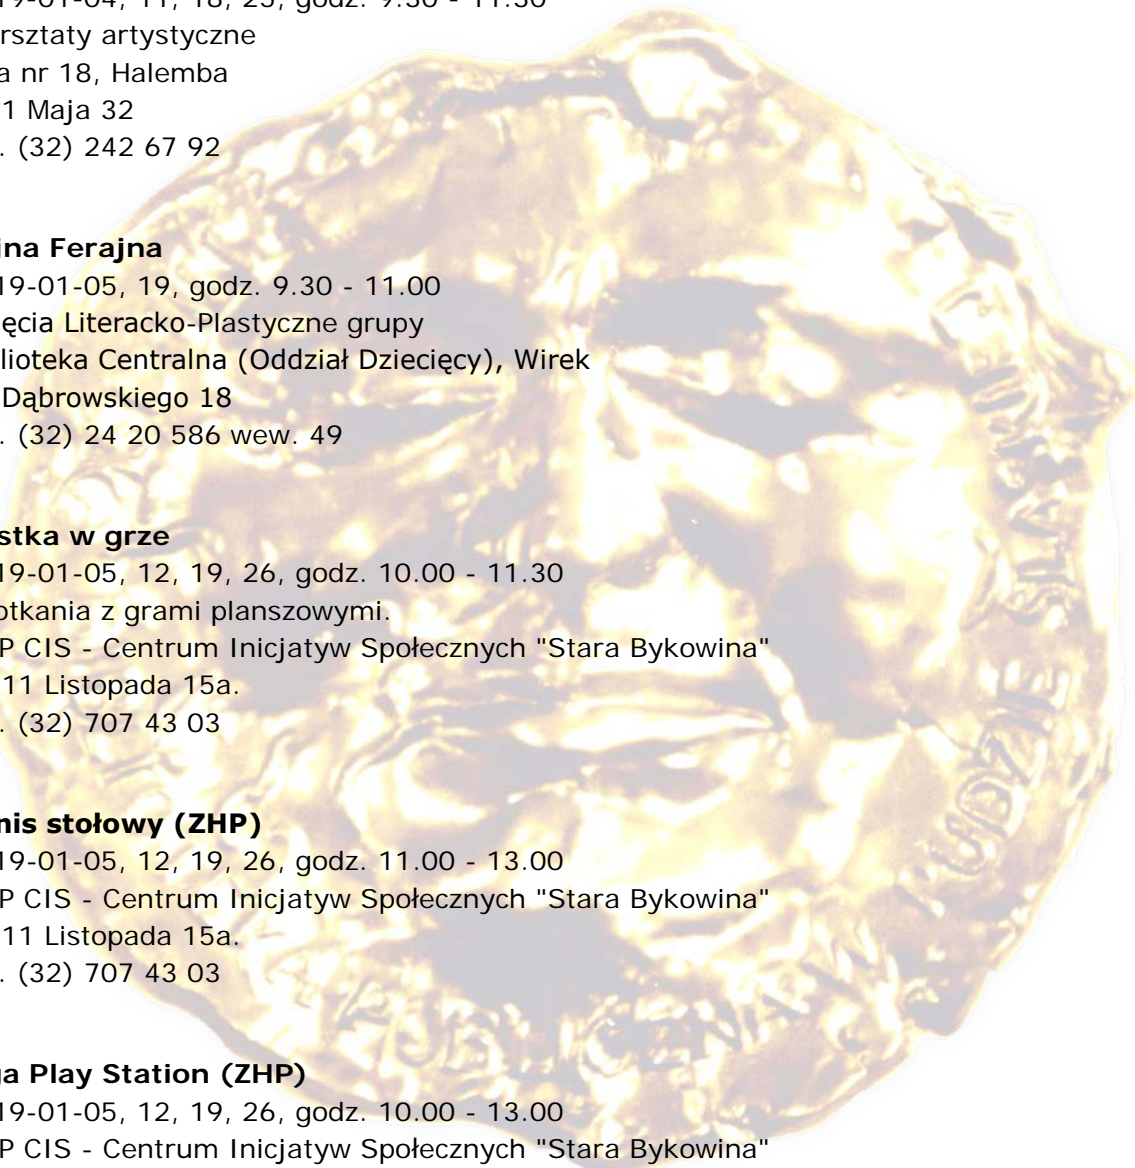 19-01-04, 11, 18, 25, godz. 9.30 - 11.30
rsztaty artystyczne
a nr 18, Halemba
1 Maja 32
. (32) 242 67 92
jna Ferajna
19-01-05, 19, godz. 9.30 - 11.00
ęcia Literacko-Plastyczne grupy
lioteka Centralna (Oddział Dziecięcy), Wirek
Dąbrowskiego 18
. (32) 24 20 586 wew. 49
stka w grze
19-01-05, 12, 19, 26, godz. 10.00 - 11.30
otkania z grami planszowymi.
P CIS - Centrum Inicjatyw Społecznych "Stara Bykowina"
11 Listopada 15a.
. (32) 707 43 03
nis stołowy (ZHP)
19-01-05, 12, 19, 26, godz. 11.00 - 13.00
P CIS - Centrum Inicjatyw Społecznych "Stara Bykowina"
11 Listopada 15a.
. (32) 707 43 03
ga Play Station (ZHP)
19-01-05, 12, 19, 26, godz. 10.00 - 13.00
P CIS - Centrum Inicjatyw Społecznych "Stara Bykowina"
LUDZIE